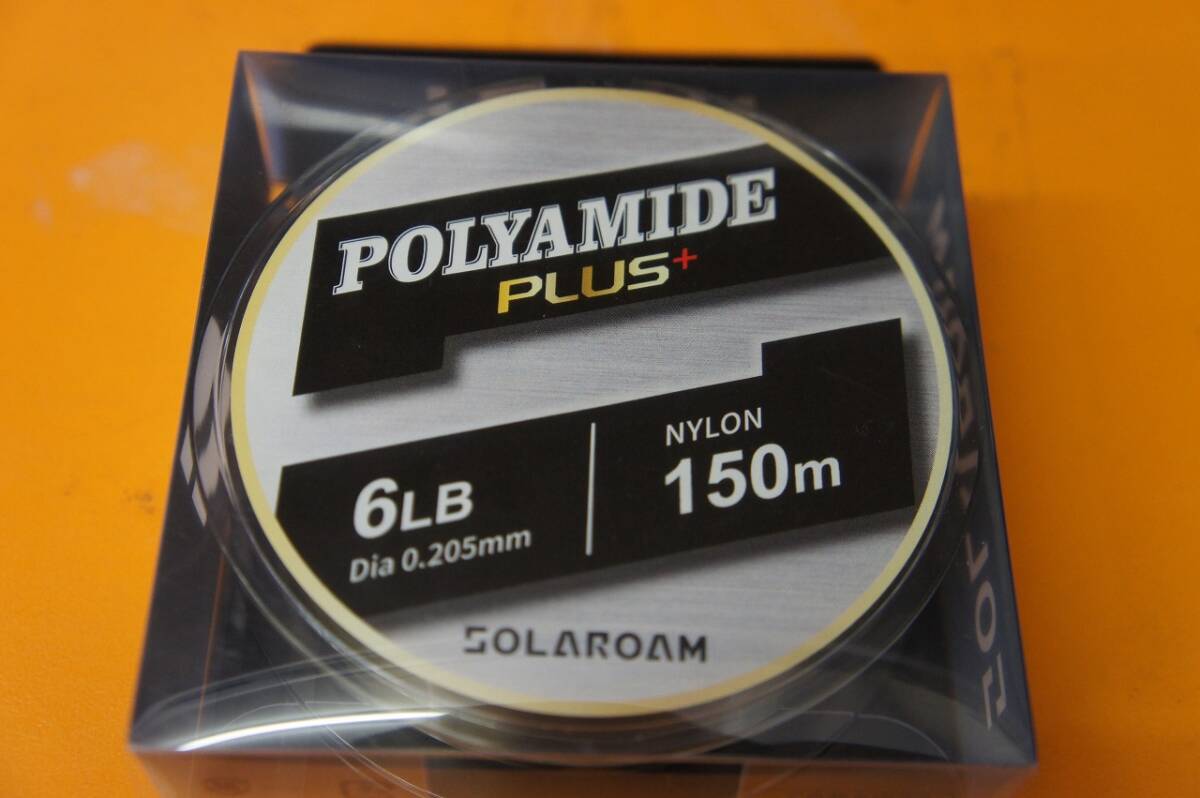 POLYAMIDE
PLUS+
6LB
Dia 0.205mm
NYLON
150m
SOLAROAM